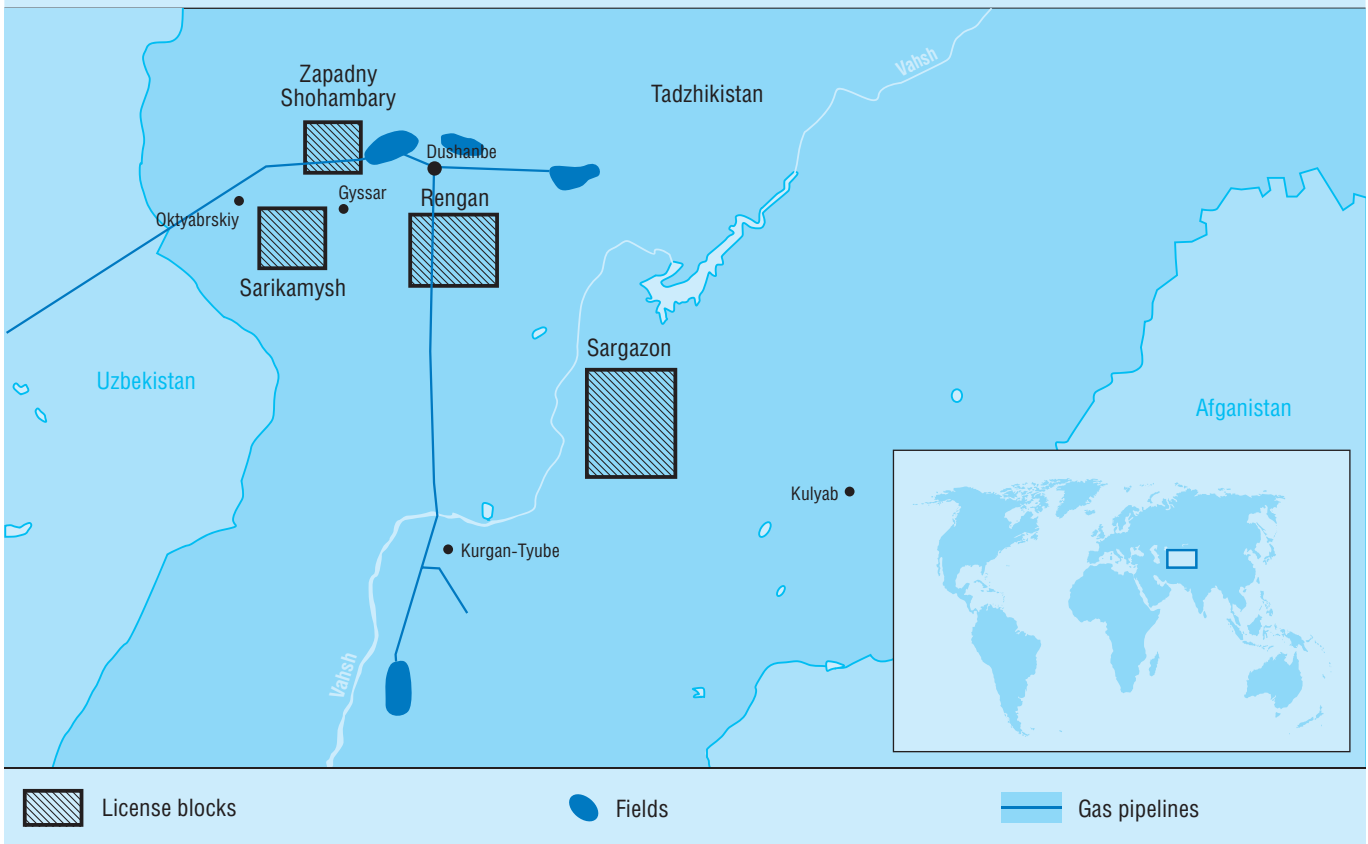 Zapadny
Shohambary
Tadzhikistan
Vahsh
Dushanbe
Gyssar
Rengan
Oktyabrskiy
Sarikamysh
Sargazon
Uzbekistan
Afganistan
Kulyab
Kurgan-Tyube
Vahsh
License blocks
Fields
Gas pipelines